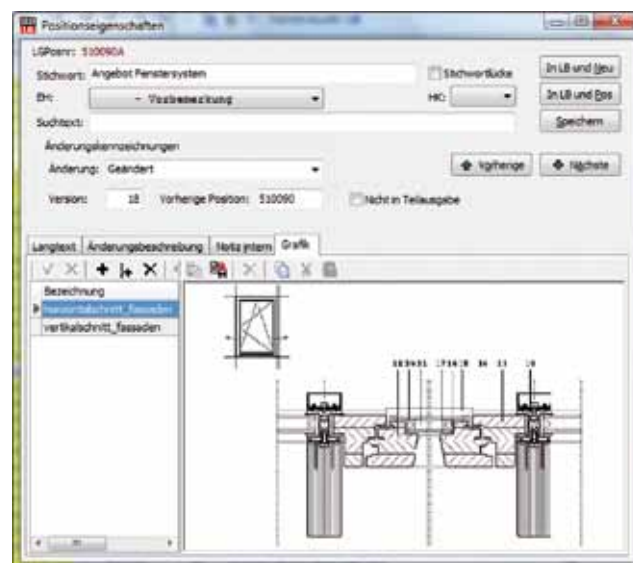 Positionseigenschaften
LGPosnr: 510090A
Stichwort: Angebot Fenstersystem
Stichwortlücke
In LB und Neu
EH: - Vorbemerkung
HK:
In LB und Pos
Suchtext:
Speichern
Änderungskennzeichnungen
Änderung: Geändert
Vorherige
Nächste
Version: 18 Vorherige Position: 510090
Nicht in Teilausgabe
Langtext Änderungsbeschreibung Notiz intern Grafik
Bezeichnung
horizontalschnitt_fassaden
vertikalschnitt_fassaden